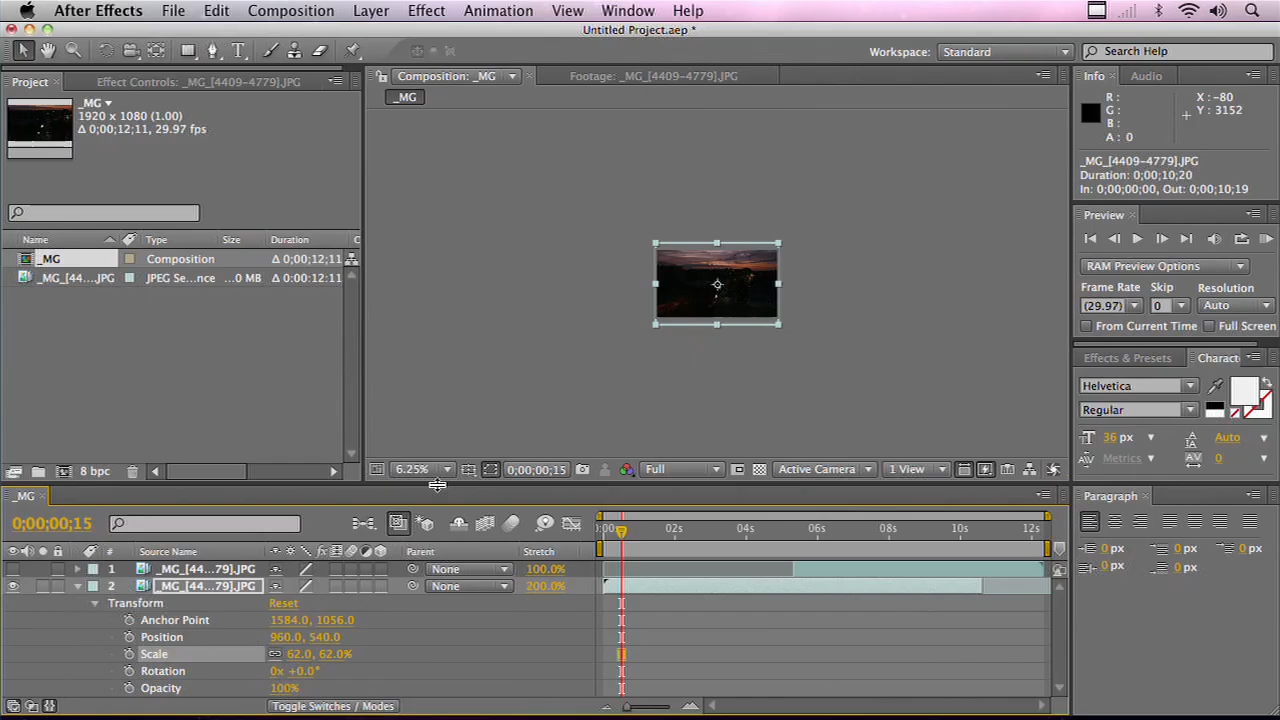 After Effects File Edit Composition Layer Effect Animation View Window Help
Untitled Project.aep *
Workspace: Standard Search Help
Project Effect Controls: _MG_[4409-4779].JPG Composition: _MG Footage: _MG_[4409-4779].JPG Info Audio
_MG
_MG
1920 x 1080 (1.00)
Δ 0;00;12;11, 29.97 fps
R :
G :
B :
A : 0
X : -80
Y : 3152
_MG_[4409-4779].JPG
Duration: 0;00;10;20
In: 0;00;00;00, Out: 0;00;10;19
Preview
RAM Preview Options
Frame Rate Skip Resolution
(29.97) 0 Auto
From Current Time Full Screen
Name Type Size Duration C
_MG Composition Δ 0;00;12;11
_MG_[44....JPG JPEG Se...nce ...0 MB Δ 0:00:12:11
8 bpc
6.25% 0;00;00;15 Full Active Camera 1 View
Effects & Presets Charact
Helvetica
Regular
36 px Auto
Metrics 0
_MG
0;00;00;15
:00 02s 04s 06s 08s 10s 12s
# Source Name Parent Stretch
1 _MG_[44...79].JPG None 100.0%
2 _MG_[44...79].JPG None 200.0%
Transform Reset
Anchor Point 1584.0, 1056.0
Position 960.0, 540.0
Scale 62.0, 62.0%
Rotation 0x +0.0°
Opacity 100%
Toggle Switches / Modes
Paragraph
0 px 0 px 0 px
0 px 0 px